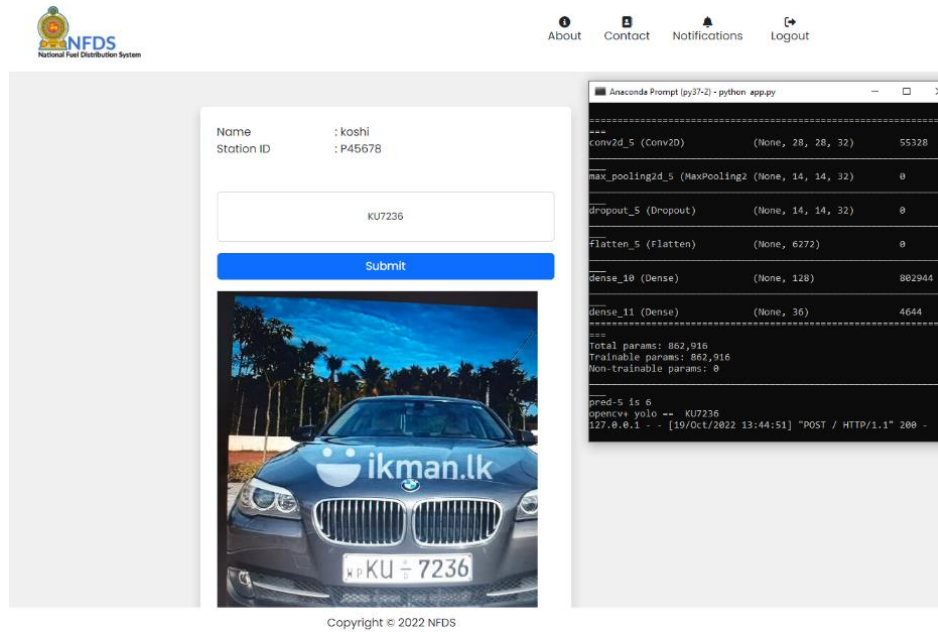 NFDS
National Fuel Distribution System
About Contact Notifications Logout
Name : koshi
Station ID : P45678
KU7236
Submit
ikman.lk
WP KU 7236
Copyright © 2022 NFDS
Anaconda Prompt (py37-2) - python app.py
===
conv2d_5 (Conv2D) (None, 28, 28, 32) 55328
max_pooling2d_5 (MaxPooling2 (None, 14, 14, 32) 0
dropout_5 (Dropout) (None, 14, 14, 32) 0
flatten_5 (Flatten) (None, 6272) 0
dense_10 (Dense) (None, 128) 802944
dense_11 (Dense) (None, 36) 4644
===
Total params: 862,916
Trainable params: 862,916
Non-trainable params: 0
pred-5 is 6
opencv+ yolo == KU7236
127.0.0.1 - - [19/Oct/2022 13:44:51] "POST / HTTP/1.1" 200 -